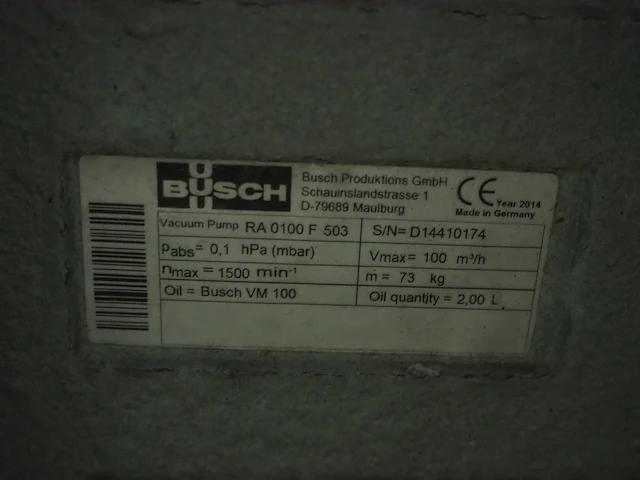 BUSCH
Busch Produktions GmbH
Schauinslandstrasse 1
D-79689 Maulburg
CE Year 2014
Made in Germany
Vacuum Pump RA 0100 F 503
S/N= D14410174
Pabs= 0,1 hPa (mbar)
Vmax= 100 m³/h
nmax= 1500 min-¹
m = 73 kg
Oil = Busch VM 100
Oil quantity = 2,00 L